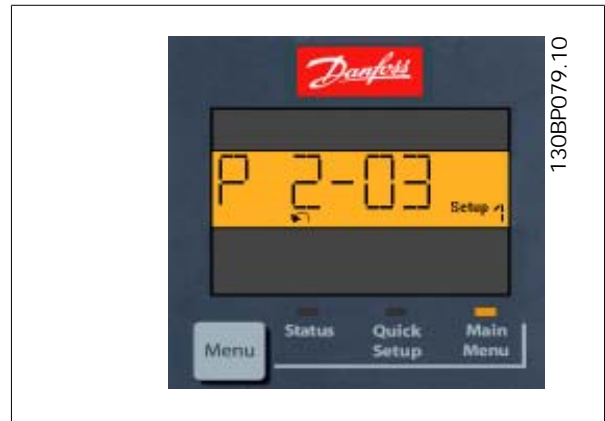 Danfoss
130BP079.10
P 2-03
Setup 1
Status
Quick Setup
Main Menu
Menu